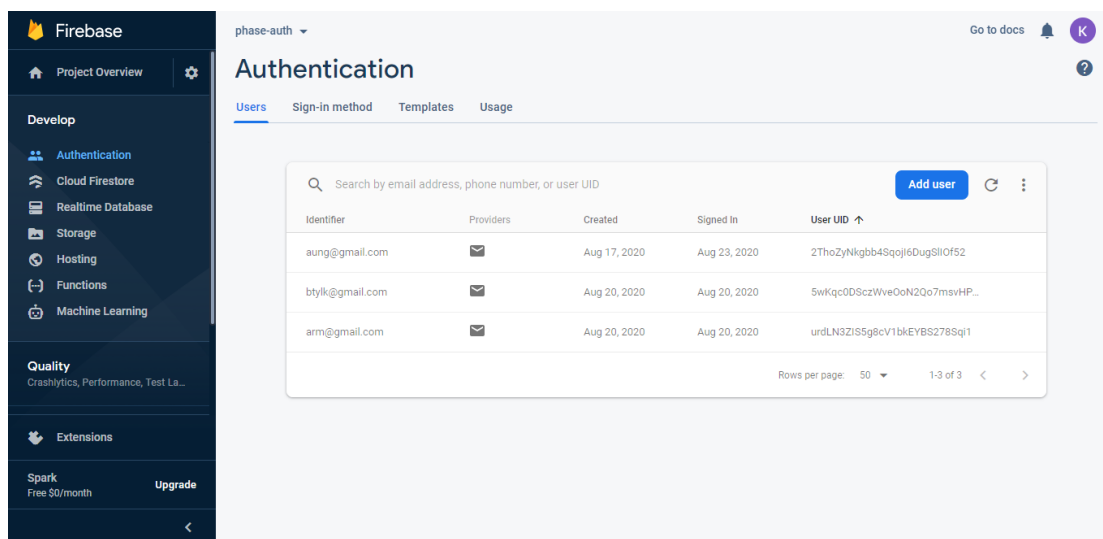 Firebase
Project Overview
Develop
Authentication
Cloud Firestore
Realtime Database
Storage
Hosting
Functions
Machine Learning
Quality
Crashlytics, Performance, Test La...
Extensions
Spark
Free $0/month
Upgrade
phase-auth
Go to docs
K
Authentication
Users Sign-in method Templates Usage
Search by email address, phone number, or user UID
Add user
Identifier Providers Created Signed In User UID
aung@gmail.com Aug 17, 2020 Aug 23, 2020 2ThoZyNkgbb4SqojI6DugSlIOf52
btylk@gmail.com Aug 20, 2020 Aug 20, 2020 5wKqc0DSczWveOoN2Qo7msvHP...
arm@gmail.com Aug 20, 2020 Aug 20, 2020 urdLN3ZIS5g8cV1bkEYBS278Sqi1
Rows per page: 50 1-3 of 3